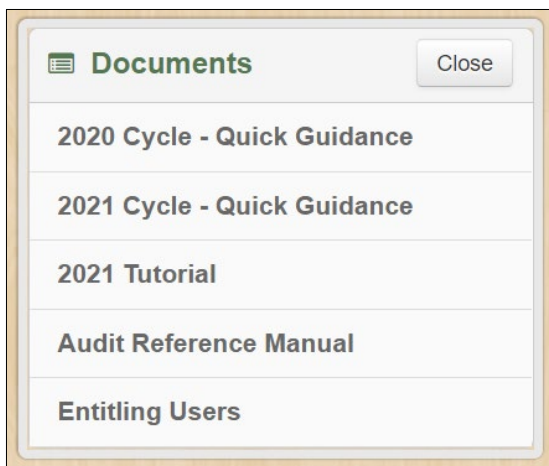 Documents
Close
2020 Cycle - Quick Guidance
2021 Cycle - Quick Guidance
2021 Tutorial
Audit Reference Manual
Entitling Users